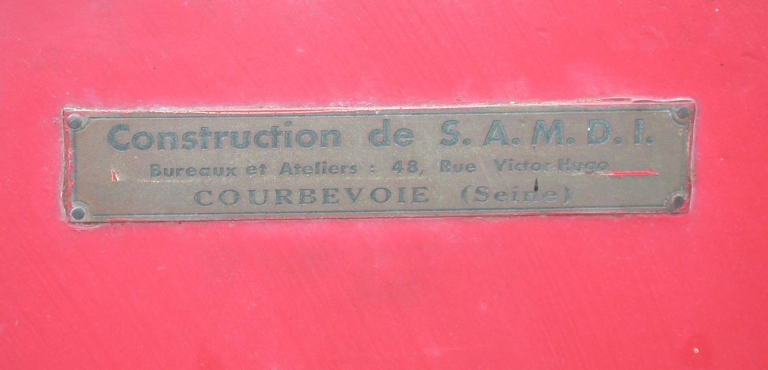 Construction de S. A. M. D. I.
Bureaux et Ateliers : 48, Rue Victor Hugo
COURBEVOIE (Seine)